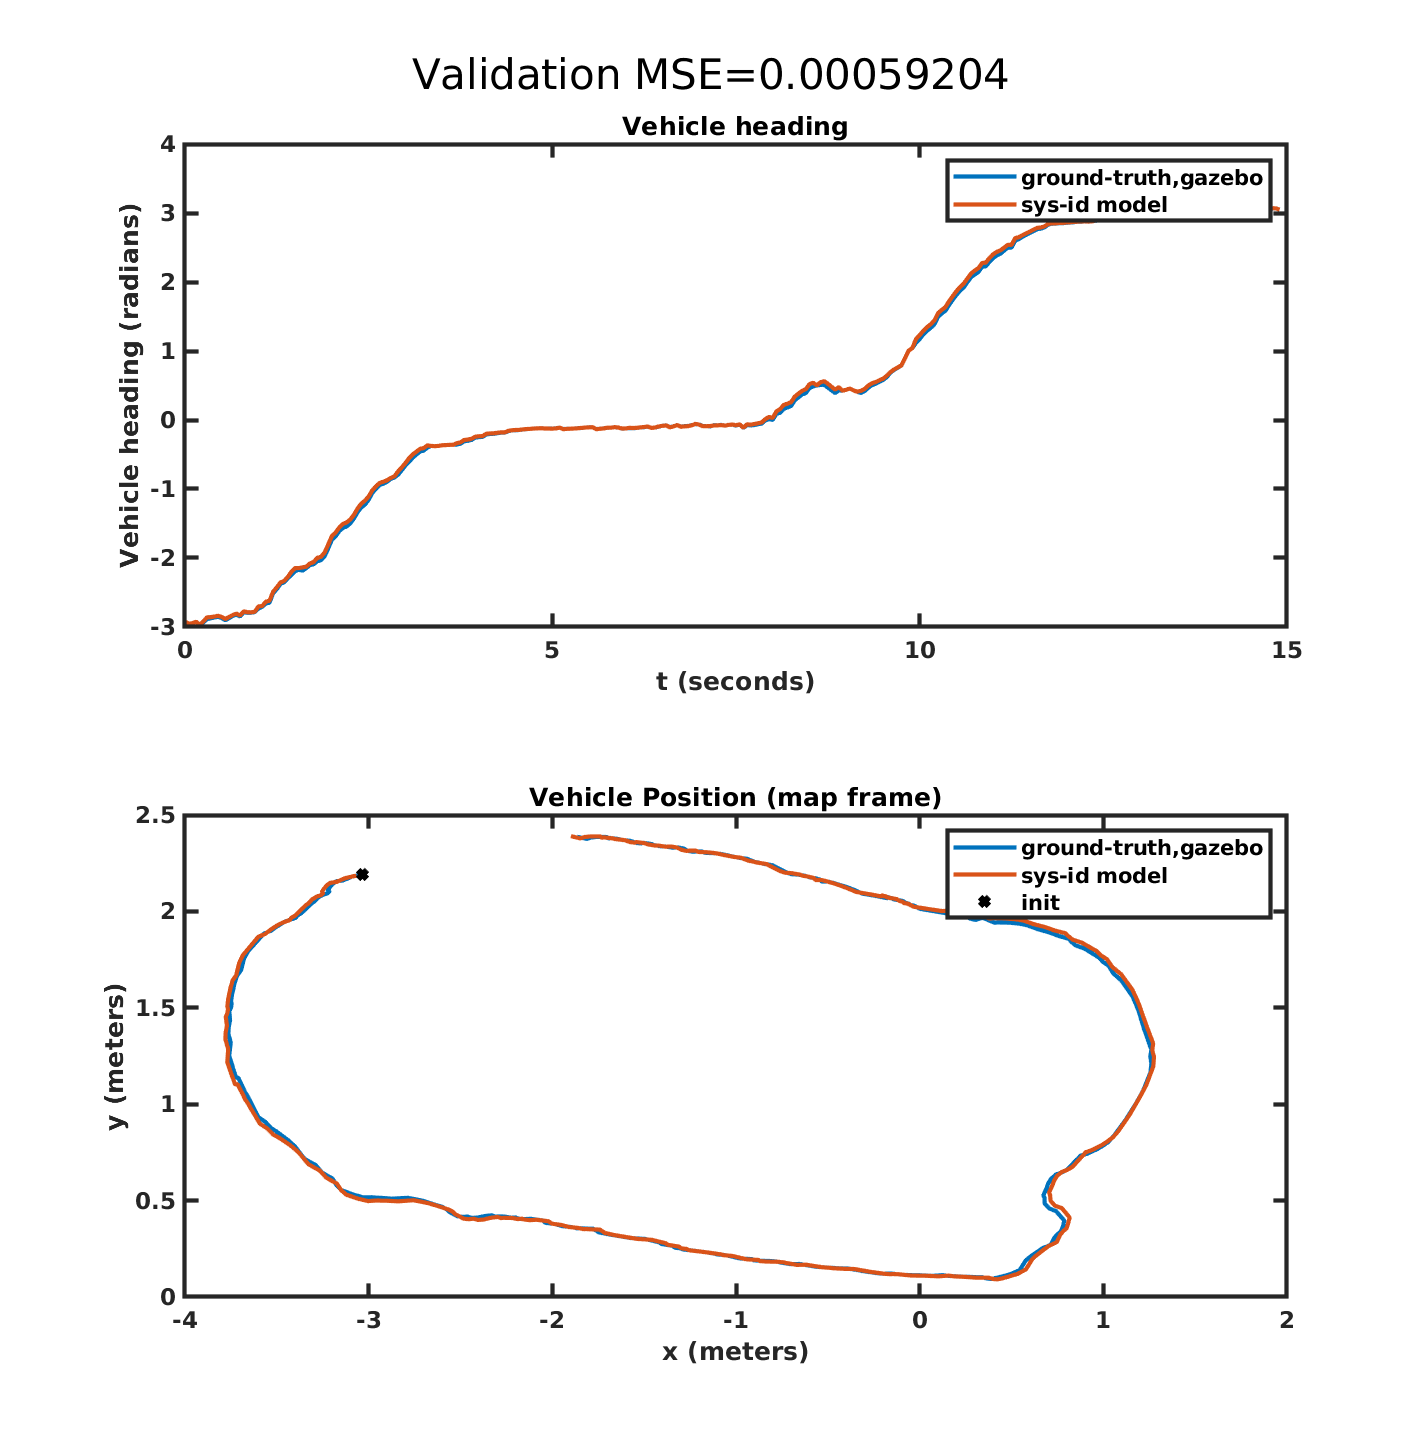 Validation MSE=0.00059204
Vehicle heading
4
3
2
1
0
-1
-2
-3
Vehicle heading (radians)
ground-truth,gazebo
sys-id model
0
5
10
15
t (seconds)
Vehicle Position (map frame)
2.5
2
1.5
1
0.5
0
y (meters)
ground-truth,gazebo
sys-id model
init
-4
-3
-2
-1
0
1
2
x (meters)